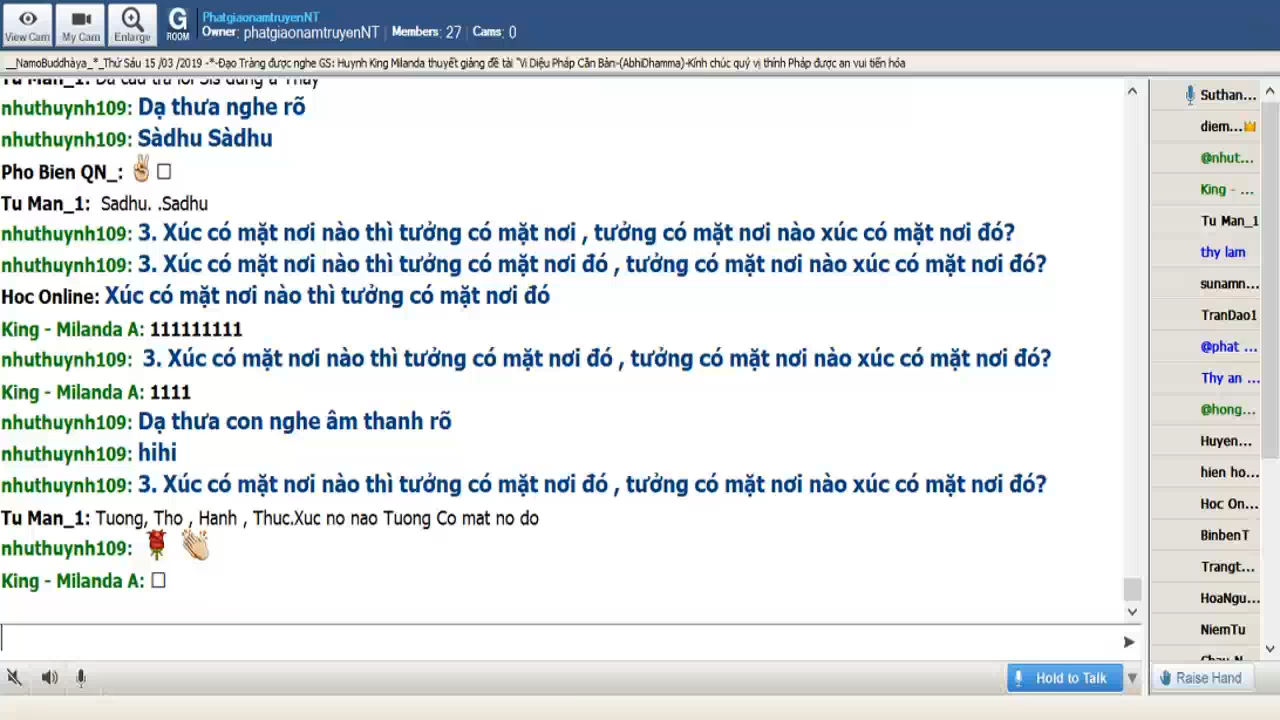 PhatgiaonamtruyenNT
Owner: phatgiaonamtruyenNT | Members: 27 | Cams: 0
View Cam
My Cam
Enlarge
G
ROOM
__NamoBuddhàya_*_Thứ Sáu 15 /03 /2019 -*-Đạo Tràng được nghe GS: Huynh King Milanda thuyết giảng đề tài "Vi Diệu Pháp Căn Bản-(AbhiDhamma)-Kính chúc quý vị thính Pháp được an vui tiến hóa
Tu Man_1:
nhuthuynh109: Dạ thưa nghe rõ
nhuthuynh109: Sàdhu Sàdhu
Pho Bien QN_: ✌ □
Tu Man_1: Sadhu. .Sadhu
nhuthuynh109: 3. Xúc có mặt nơi nào thì tưởng có mặt nơi , tưởng có mặt nơi nào xúc có mặt nơi đó?
nhuthuynh109: 3. Xúc có mặt nơi nào thì tưởng có mặt nơi đó , tưởng có mặt nơi nào xúc có mặt nơi đó?
Hoc Online: Xúc có mặt nơi nào thì tưởng có mặt nơi đó
King - Milanda A: 111111111
nhuthuynh109: 3. Xúc có mặt nơi nào thì tưởng có mặt nơi đó , tưởng có mặt nơi nào xúc có mặt nơi đó?
King - Milanda A: 1111
nhuthuynh109: Dạ thưa con nghe âm thanh rõ
nhuthuynh109: hihi
nhuthuynh109: 3. Xúc có mặt nơi nào thì tưởng có mặt nơi đó , tưởng có mặt nơi nào xúc có mặt nơi đó?
Tu Man_1: Tuong, Tho , Hanh , Thuc.Xuc no nao Tuong Co mat no do
nhuthuynh109: 🌹 👏
King - Milanda A: □
Suthan...
diem...
@nhut...
King - ...
Tu Man_1
thy lam
sunamn...
TranDao1
@phat ...
Thy an ...
@hong...
Huyen...
hien ho...
Hoc On...
BinbenT
Trangt...
HoaNgu...
NiemTu
Hold to Talk
Raise Hand